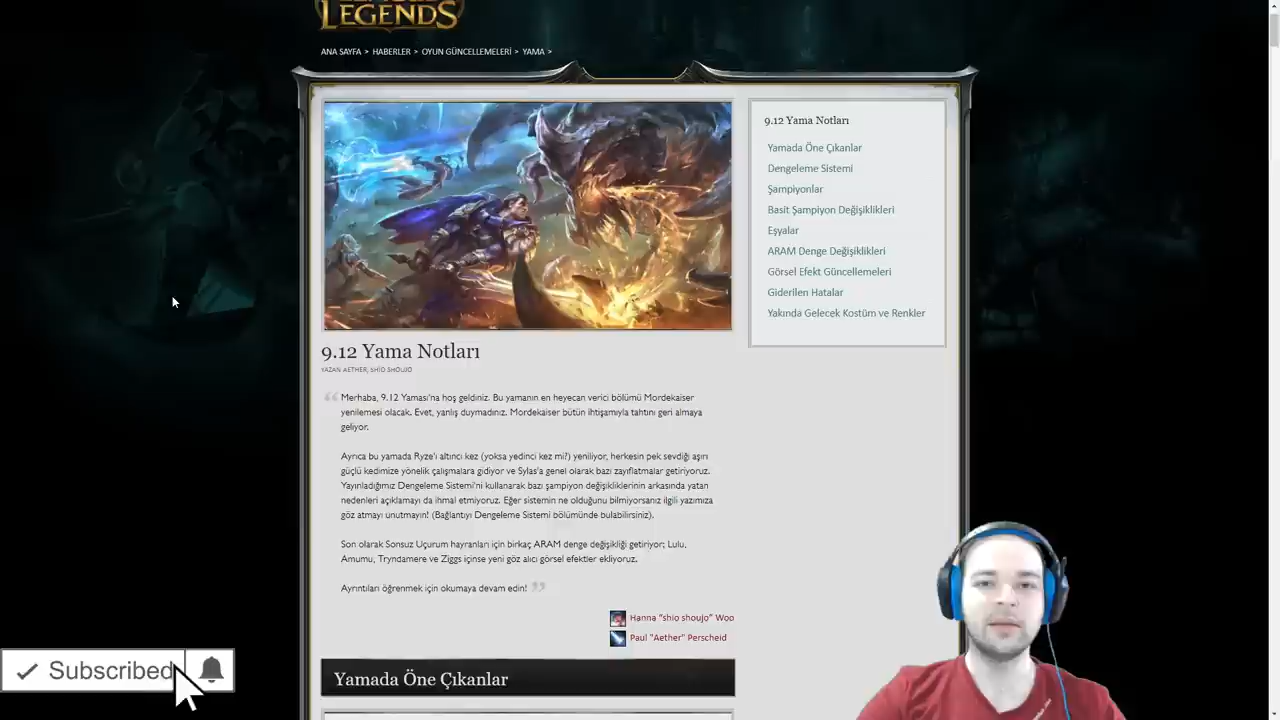 LEGENDS
ANA SAYFA > HABERLER > OYUN GÜNCELLEMELERİ > YAMA >
9.12 Yama Notları
Yamada Öne Çıkanlar
Dengeleme Sistemi
Şampiyonlar
Basit Şampiyon Değişiklikleri
Eşyalar
ARAM Denge Değişiklikleri
Görsel Efekt Güncellemeleri
Giderilen Hatalar
Yakında Gelecek Kostüm ve Renkler
9.12 Yama Notları
YAZAN AETHER, SHİO SHOUJO
Merhaba, 9.12 Yaması'na hoş geldiniz. Bu yamanın en heyecan verici bölümü Mordekaiser
yenilemesi olacak. Evet, yanlış duymadınız. Mordekaiser bütün ihtişamıyla tahtını geri almaya
geliyor.
Ayrıca bu yamada Ryze'ı altıncı kez (yoksa yedinci kez mi?) yeniliyor, herkesin pek sevdiği aşırı
güçlü kedimize yönelik çalışmalara gidiyor ve Sylas'a genel olarak bazı zayıflatmalar getiriyoruz.
Yayınladığımız Dengeleme Sistemi'ni kullanarak bazı şampiyon değişikliklerinin arkasında yatan
nedenleri açıklamayı da ihmal etmiyoruz. Eğer sistemin ne olduğunu bilmiyorsanız ilgili yazımıza
göz atmayı unutmayın! (Bağlantıyı Dengeleme Sistemi bölümünde bulabilirsiniz).
Son olarak Sonsuz Uçurum hayranları için birkaç ARAM denge değişikliği getiriyor; Lulu,
Amumu, Tryndamere ve Ziggs içinse yeni göz alıcı görsel efektler ekliyoruz.
Ayrıntıları öğrenmek için okumaya devam edin!
Hanna "shio shoujo" Woo
Paul "Aether" Perscheid
Yamada Öne Çıkanlar
Subscribed